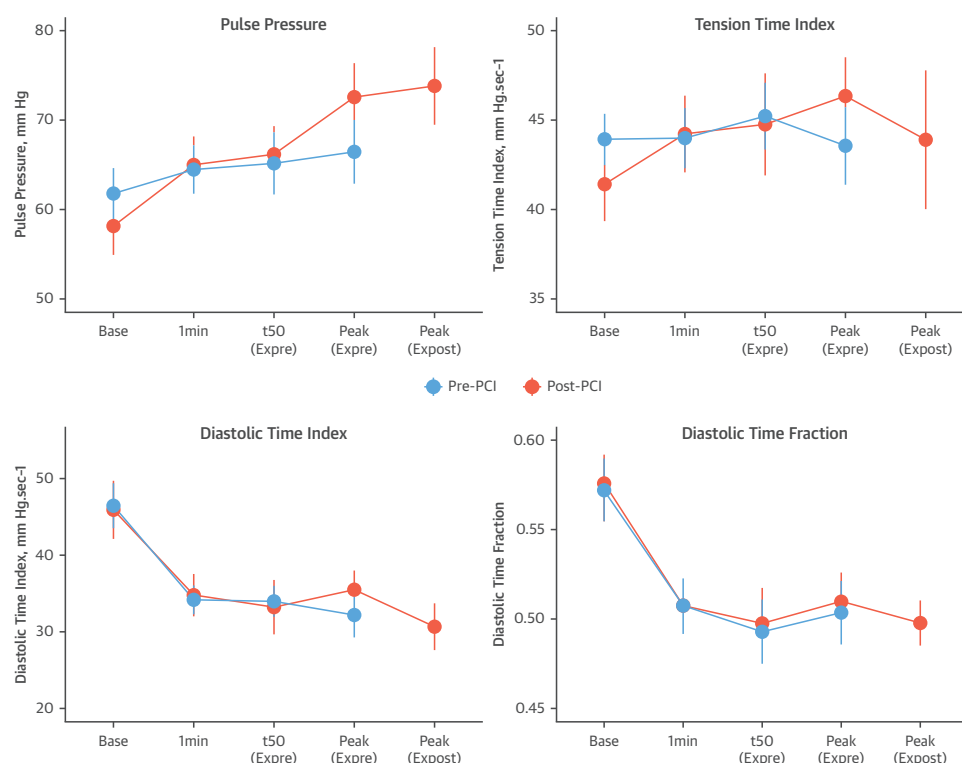 Pulse Pressure
Pulse Pressure, mm Hg
80
70
60
50
Base 1min t50 (Expre) Peak (Expre) Peak (Expost)
Tension Time Index
Tension Time Index, mm Hg.sec-1
50
45
40
35
Base 1min t50 (Expre) Peak (Expre) Peak (Expost)
Pre-PCI Post-PCI
Diastolic Time Index
Diastolic Time Index, mm Hg.sec-1
50
40
30
20
Base 1min t50 (Expre) Peak (Expre) Peak (Expost)
Diastolic Time Fraction
Diastolic Time Fraction
0.60
0.55
0.50
0.45
Base 1min t50 (Expre) Peak (Expre) Peak (Expost)